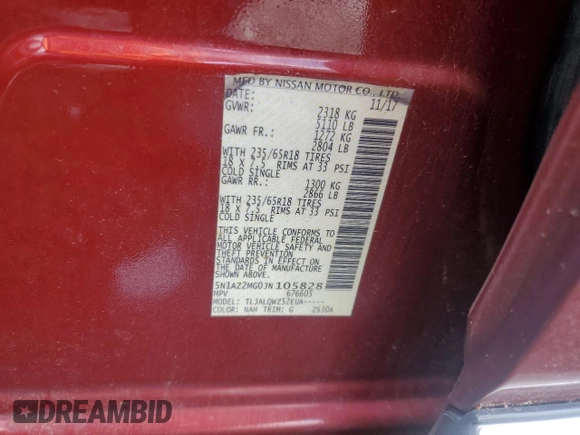 MFD BY NISSAN MOTOR CO., LTD
DATE: 11/17
GVWR: 2318 KG
5110 LB
GAWR FR.: 1272 KG
2804 LB
WITH 235/65R18 TIRES
18 X 7.5 RIMS AT 33 PSI
COLD SINGLE
GAWR RR.: 1300 KG
2866 LB
WITH 235/65R18 TIRES
18 X 7.5 RIMS AT 33 PSI
COLD SINGLE
THIS VEHICLE CONFORMS TO
ALL APPLICABLE FEDERAL
MOTOR VEHICLE SAFETY AND
THEFT PREVENTION
STANDARDS IN EFFECT ON
THE DATE OF MANUFACTURE
SHOWN ABOVE.
5N1AZ2MG0JN105828
MPV 676605
MODEL: TLJALQWZ52EUA-----
COLOR: NAH TRIM: G ZS30A
DREAMBID